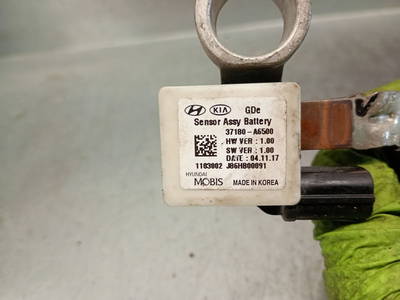 KIA GDe
Sensor Assy Battery
37180-A6500
HW VER : 1.00
SW VER : 1.00
DATE : 04.11.17
1183002 J86HB00091
HYUNDAI
MOBIS MADE IN KOREA